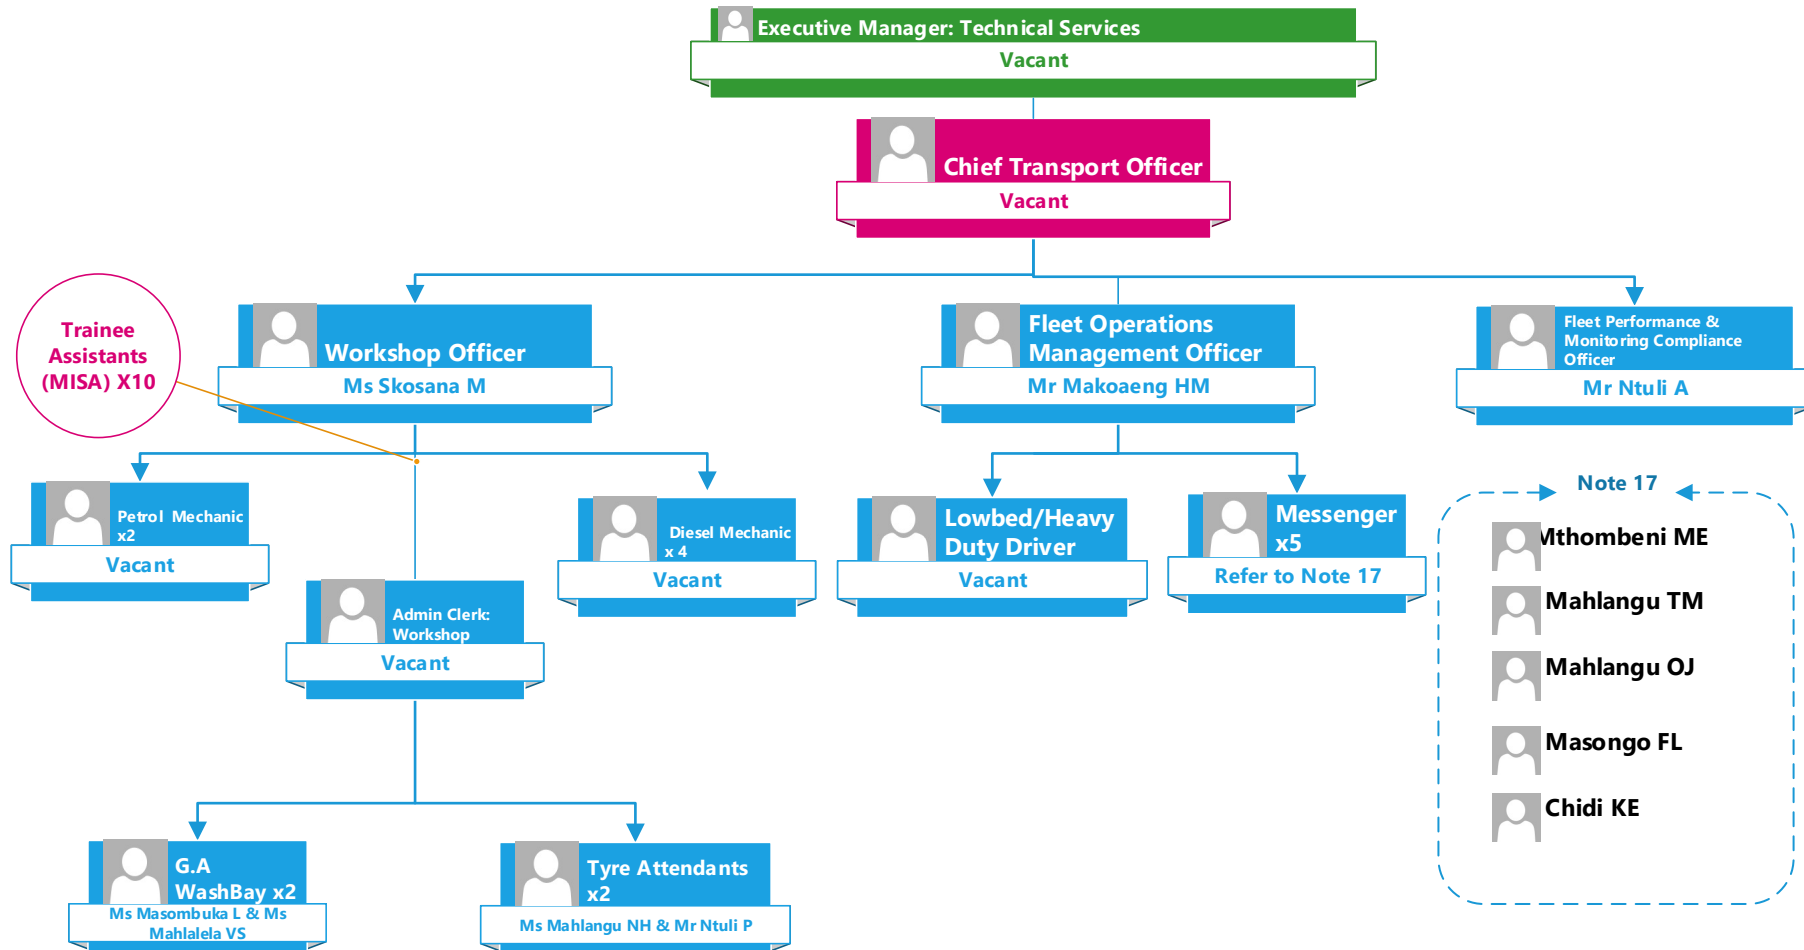 Executive Manager: Technical Services
Vacant
Chief Transport Officer
Vacant
Trainee
Assistants
(MISA) X10
Workshop Officer
Ms Skosana M
Fleet Operations
Management Officer
Mr Makoaeng HM
Fleet Performance &
Monitoring Compliance
Officer
Mr Ntuli A
Petrol Mechanic
x2
Vacant
Diesel Mechanic
x 4
Vacant
Lowbed/Heavy
Duty Driver
Vacant
Messenger
x5
Refer to Note 17
Note 17
Mthombeni ME
Mahlangu TM
Mahlangu OJ
Masongo FL
Chidi KE
Admin Clerk:
Workshop
Vacant
G.A
WashBay x2
Ms Masombuka L & Ms
Mahlalela VS
Tyre Attendants
x2
Ms Mahlangu NH & Mr Ntuli P